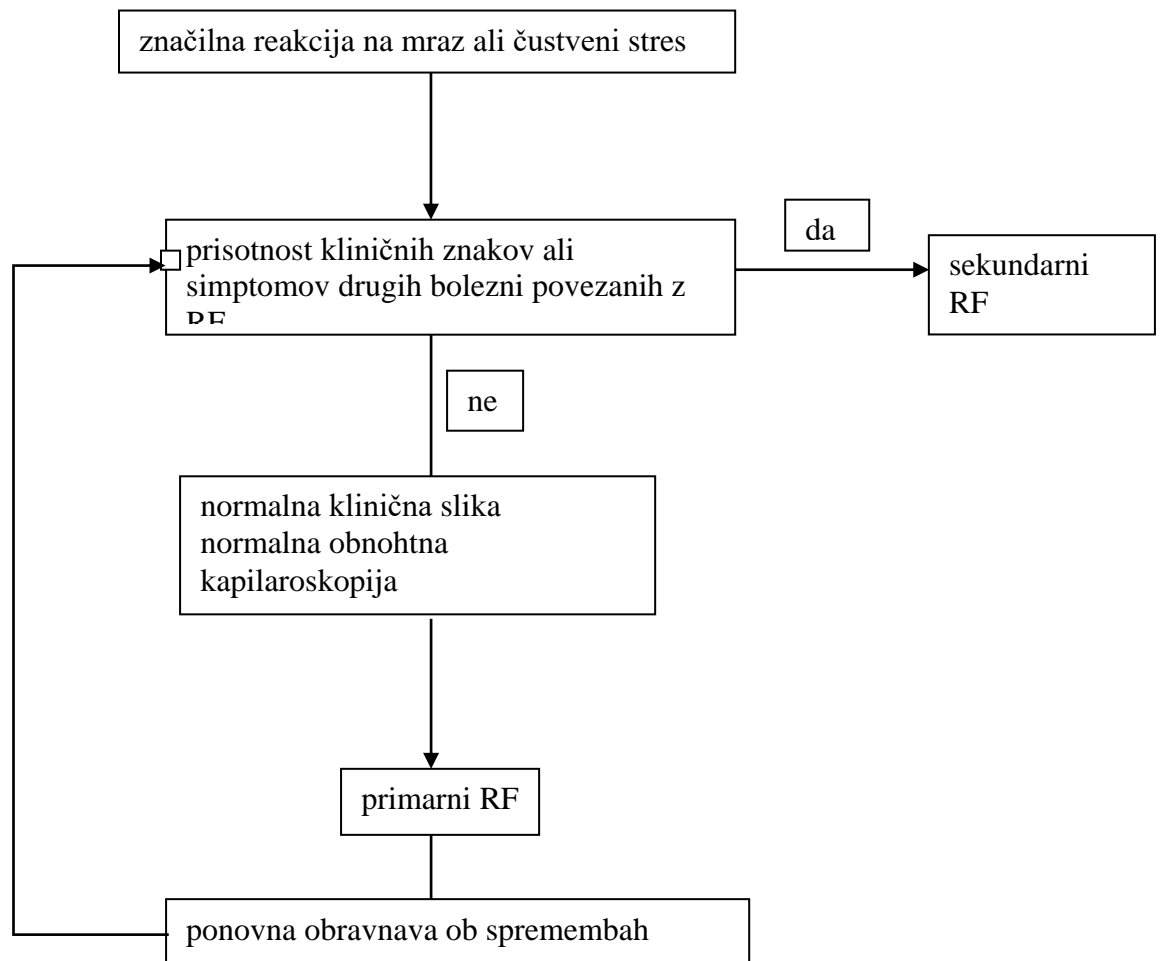 značilna reakcija na mraz ali čustveni stres
prisotnost kliničnih znakov ali
simptomov drugih bolezni povezanih z
RF
da
sekundarni
RF
ne
normalna klinična slika
normalna obnohtna
kapilaroskopija
primarni RF
ponovna obravnava ob spremembah